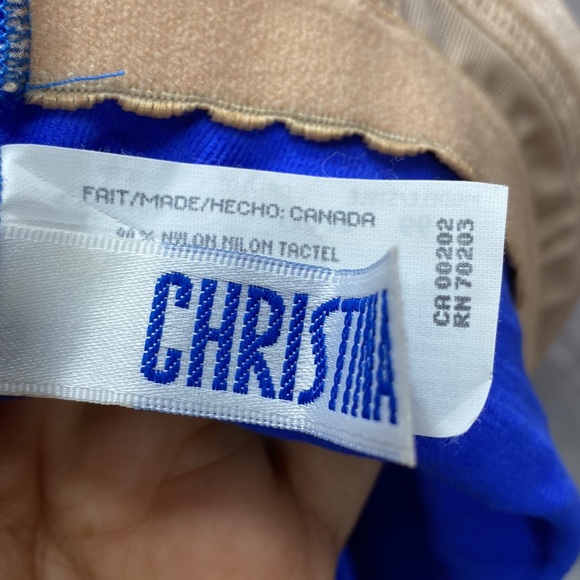 FAIT/MADE/HECHO: CANADA
NYLON NILON TACTEL
CHRISTINA
CA 00202
RN 70203